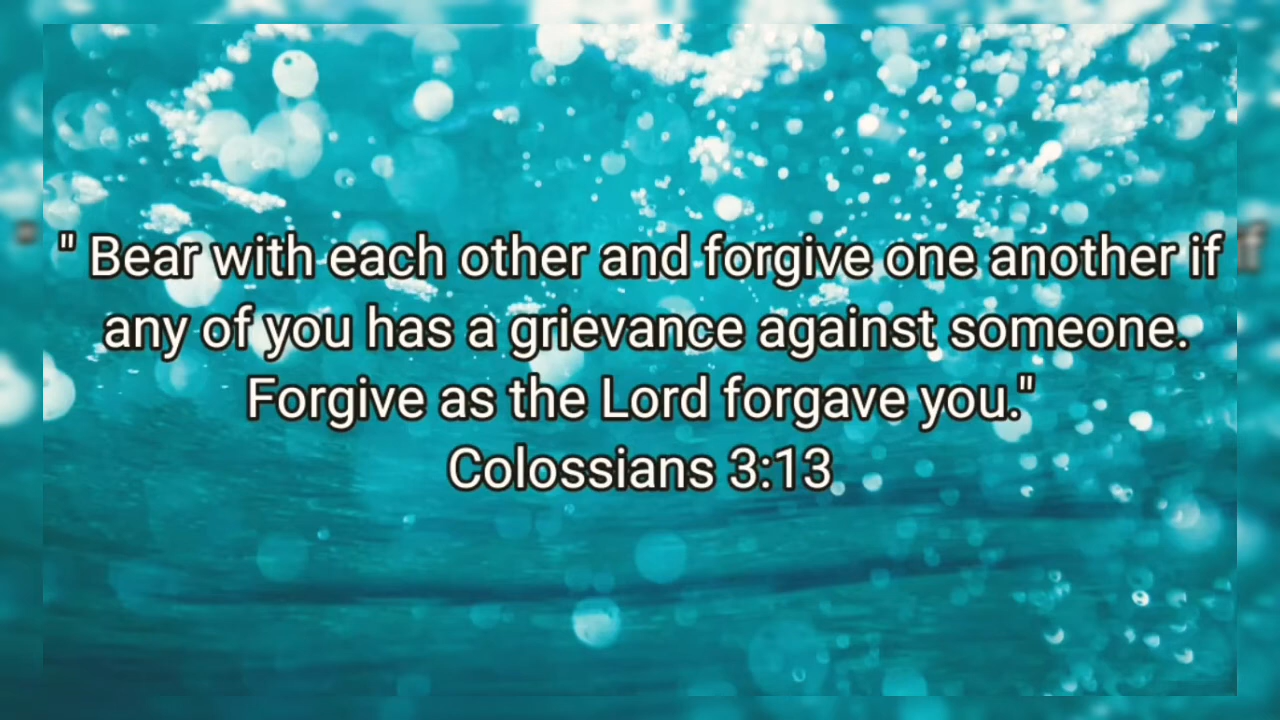 " Bear with each other and forgive one another if
any of you has a grievance against someone.
Forgive as the Lord forgave you."
Colossians 3:13